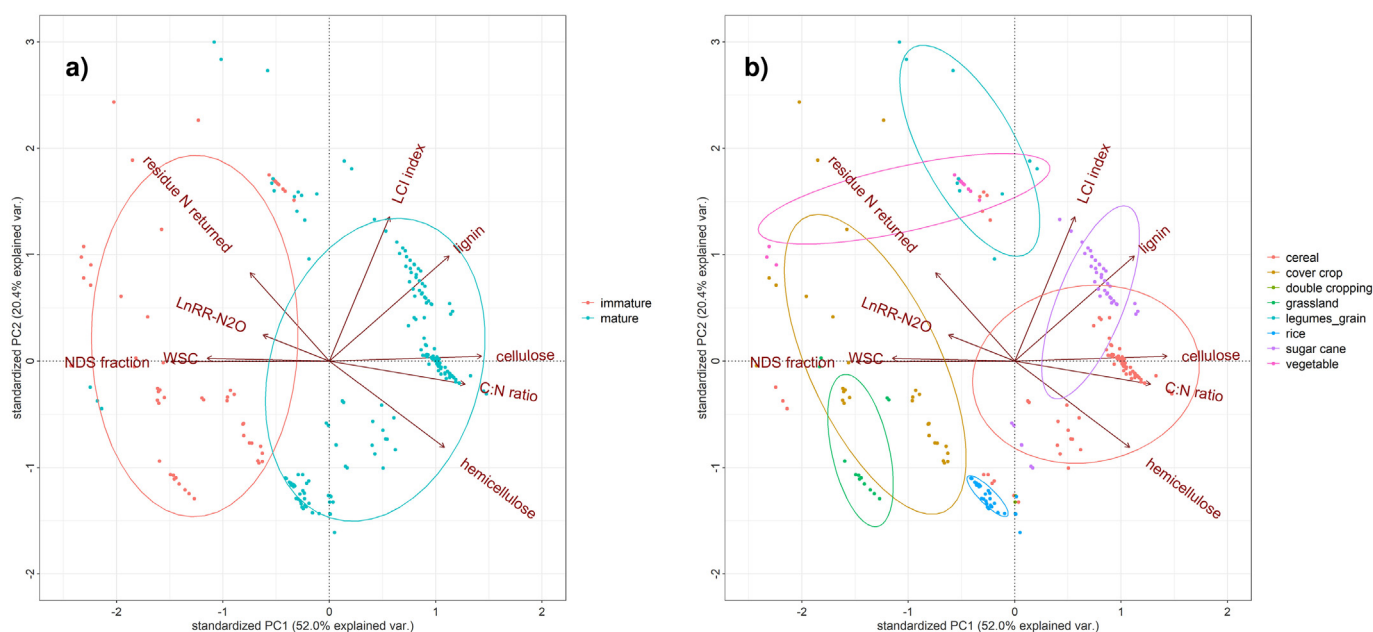 a)
3
2
1
0
-1
-2
standardized PC2 (20.4% explained var.)
residue N returned
LCI index
lignin
LnRR-N2O
NDS fraction
WSC
cellulose
C:N ratio
hemicellulose
-2
-1
0
1
2
standardized PC1 (52.0% explained var.)
immature
mature
b)
3
2
1
0
-1
-2
standardized PC2 (20.4% explained var.)
residue N returned
LCI index
lignin
LnRR-N2O
NDS fraction
WSC
cellulose
C:N ratio
hemicellulose
-2
-1
0
1
2
standardized PC1 (52.0% explained var.)
cereal
cover crop
double cropping
grassland
legumes_grain
rice
sugar cane
vegetable